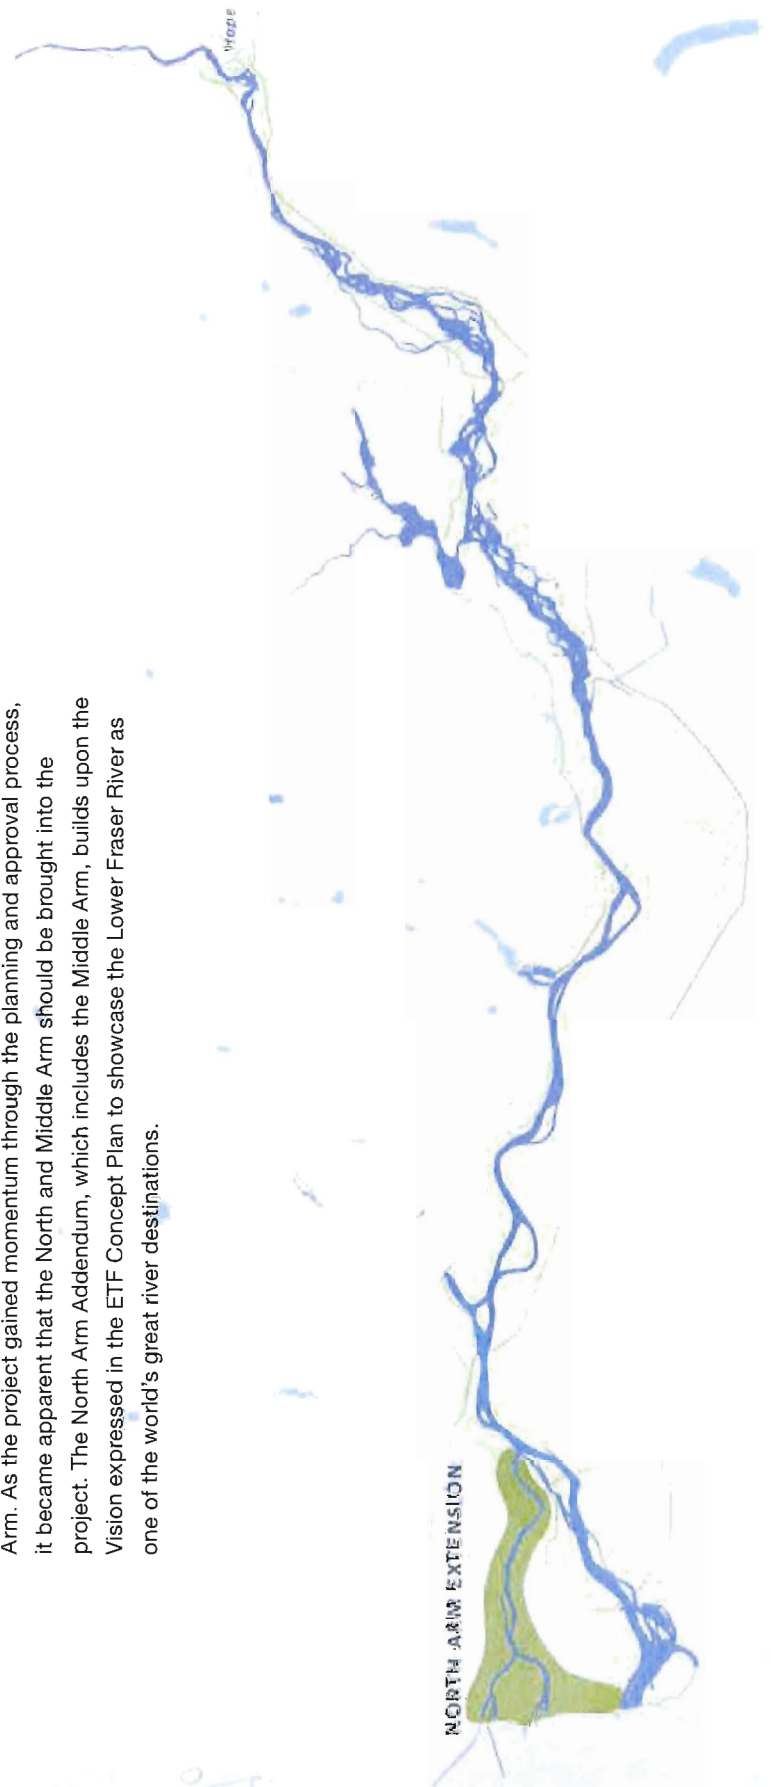 Arm. As the project gained momentum through the planning and approval process,
it became apparent that the North and Middle Arm should be brought into the
project. The North Arm Addendum, which includes the Middle Arm, builds upon the
Vision expressed in the ETF Concept Plan to showcase the Lower Fraser River as
one of the world's great river destinations.
Hope
NORTH ARM EXTENSION